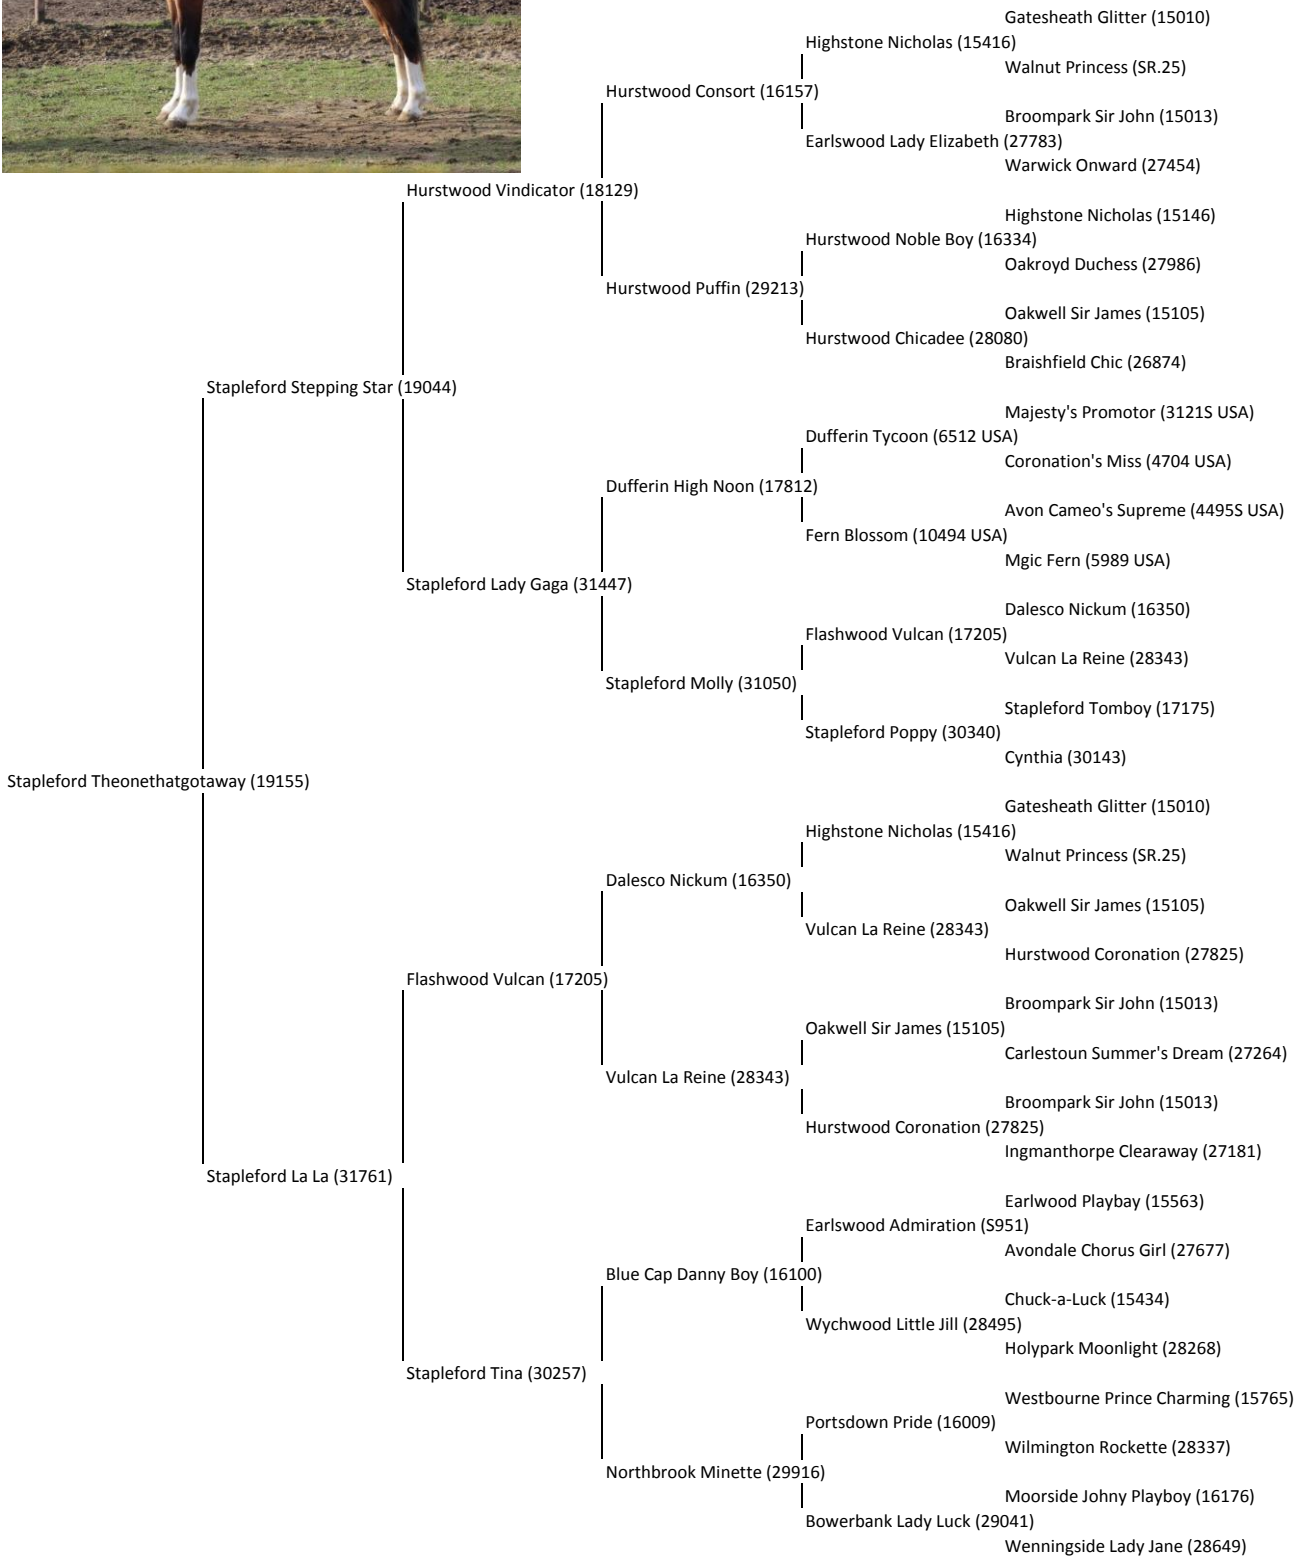 Gatesheath Glitter (15010)
Highstone Nicholas (15416)
Walnut Princess (SR.25)
Hurstwood Consort (16157)
Broompark Sir John (15013)
Earlswood Lady Elizabeth (27783)
Warwick Onward (27454)
Hurstwood Vindicator (18129)
Highstone Nicholas (15146)
Hurstwood Noble Boy (16334)
Oakroyd Duchess (27986)
Hurstwood Puffin (29213)
Oakwell Sir James (15105)
Hurstwood Chicadee (28080)
Braishfield Chic (26874)
Stapleford Stepping Star (19044)
Majesty's Promotor (3121S USA)
Dufferin Tycoon (6512 USA)
Coronation's Miss (4704 USA)
Dufferin High Noon (17812)
Avon Cameo's Supreme (4495S USA)
Fern Blossom (10494 USA)
Mgic Fern (5989 USA)
Stapleford Lady Gaga (31447)
Dalesco Nickum (16350)
Flashwood Vulcan (17205)
Vulcan La Reine (28343)
Stapleford Molly (31050)
Stapleford Tomboy (17175)
Stapleford Poppy (30340)
Cynthia (30143)
Stapleford Theonethatgotaway (19155)
Gatesheath Glitter (15010)
Highstone Nicholas (15416)
Walnut Princess (SR.25)
Dalesco Nickum (16350)
Oakwell Sir James (15105)
Vulcan La Reine (28343)
Hurstwood Coronation (27825)
Flashwood Vulcan (17205)
Broompark Sir John (15013)
Oakwell Sir James (15105)
Carlestoun Summer's Dream (27264)
Vulcan La Reine (28343)
Broompark Sir John (15013)
Hurstwood Coronation (27825)
Ingmanthorpe Clearaway (27181)
Stapleford La La (31761)
Earlwood Playbay (15563)
Earlswood Admiration (S951)
Avondale Chorus Girl (27677)
Blue Cap Danny Boy (16100)
Chuck-a-Luck (15434)
Wychwood Little Jill (28495)
Holypark Moonlight (28268)
Stapleford Tina (30257)
Westbourne Prince Charming (15765)
Portsdown Pride (16009)
Wilmington Rockette (28337)
Northbrook Minette (29916)
Moorside Johny Playboy (16176)
Bowerbank Lady Luck (29041)
Wenningside Lady Jane (28649)